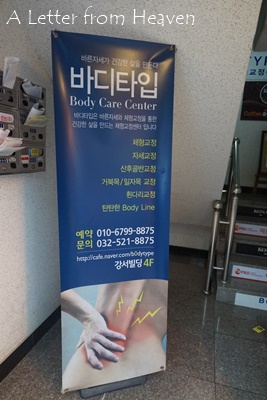 A Letter from Heaven
바른자세가 건강한 삶을 만든다!
바디타입
Body Care Center
바디타입은 바른자세와 체형교정을 통한
건강한 삶을 만드는 체형교정센터 입니다
체형교정
자세교정
산후골반교정
거북목/일자목 교정
휜다리교정
탄탄한 Body Line
예약 010-6799-8875
문의 032-521-8875
http://cafe.naver.com/b0dytype
강서빌딩 4F